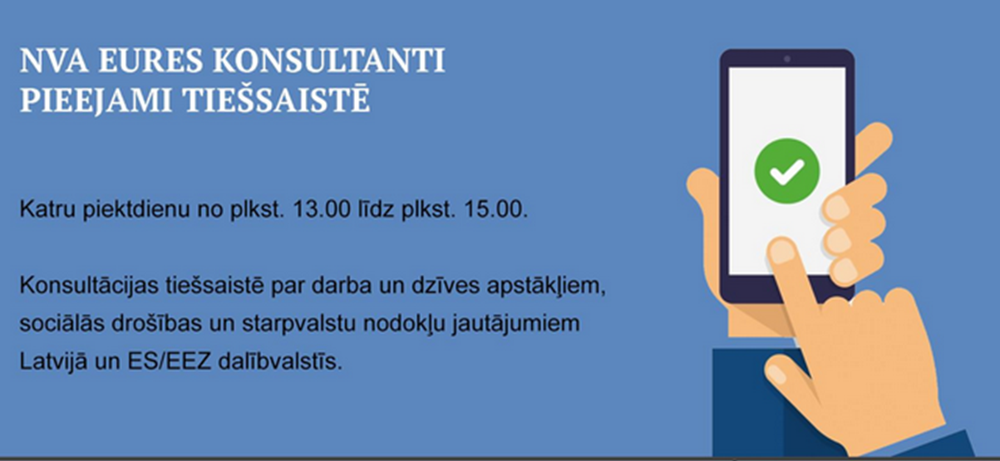 NVA EURES KONSULTANTI
PIEEJAMI TIEŠSAISTĒ
Katru piektdienu no plkst. 13.00 līdz plkst. 15.00.
Konsultācijas tiešsaistē par darba un dzīves apstākļiem,
sociālās drošības un starpvalstu nodokļu jautājumiem
Latvijā un ES/EEZ dalībvalstīs.